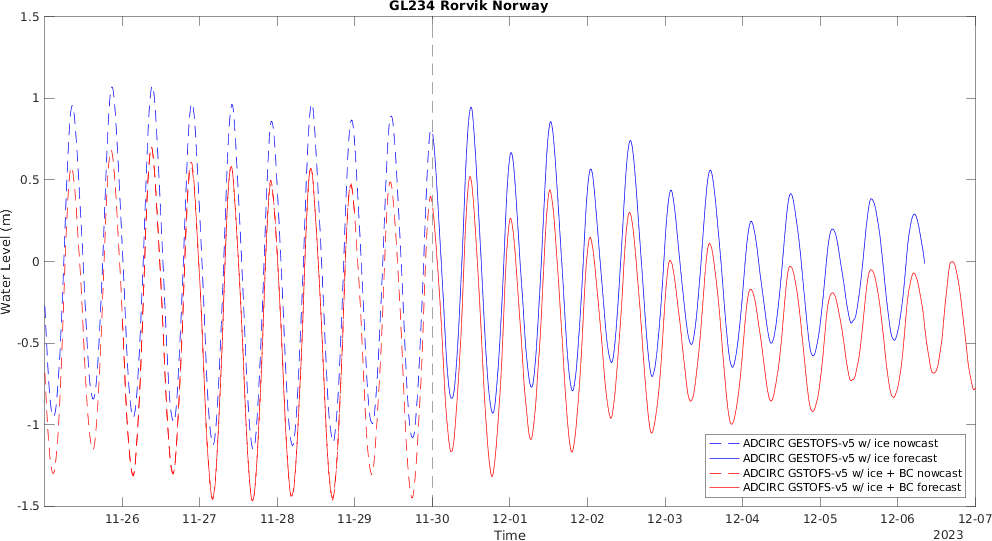 GL234 Rorvik Norway
1.5
1
0.5
0
-0.5
-1
-1.5
Water Level (m)
11-26 11-27 11-28 11-29 11-30 12-01 12-02 12-03 12-04 12-05 12-06 12-07
Time
2023
ADCIRC GESTOFS-v5 w/ ice nowcast
ADCIRC GESTOFS-v5 w/ ice forecast
ADCIRC GSTOFS-v5 w/ ice + BC nowcast
ADCIRC GSTOFS-v5 w/ ice + BC forecast